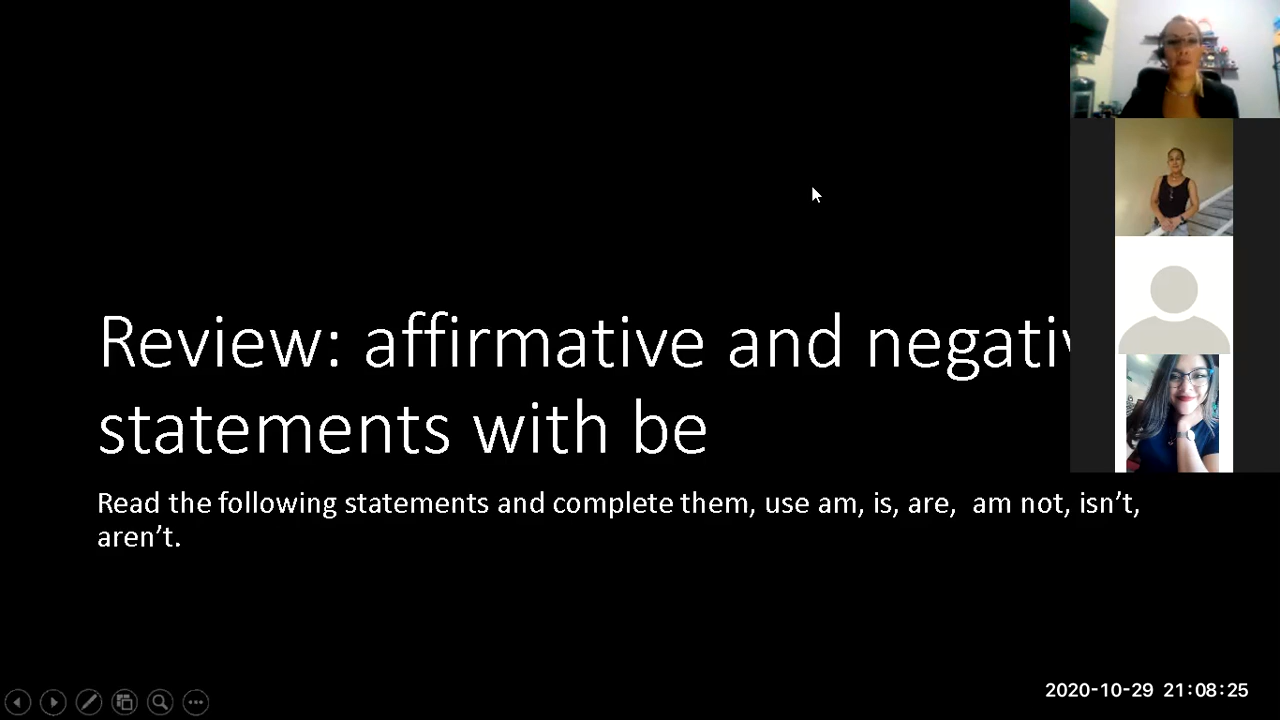 Review: affirmative and negativ
statements with be
Read the following statements and complete them, use am, is, are,  am not, isn’t,
aren’t.
2020-10-29 21:08:25